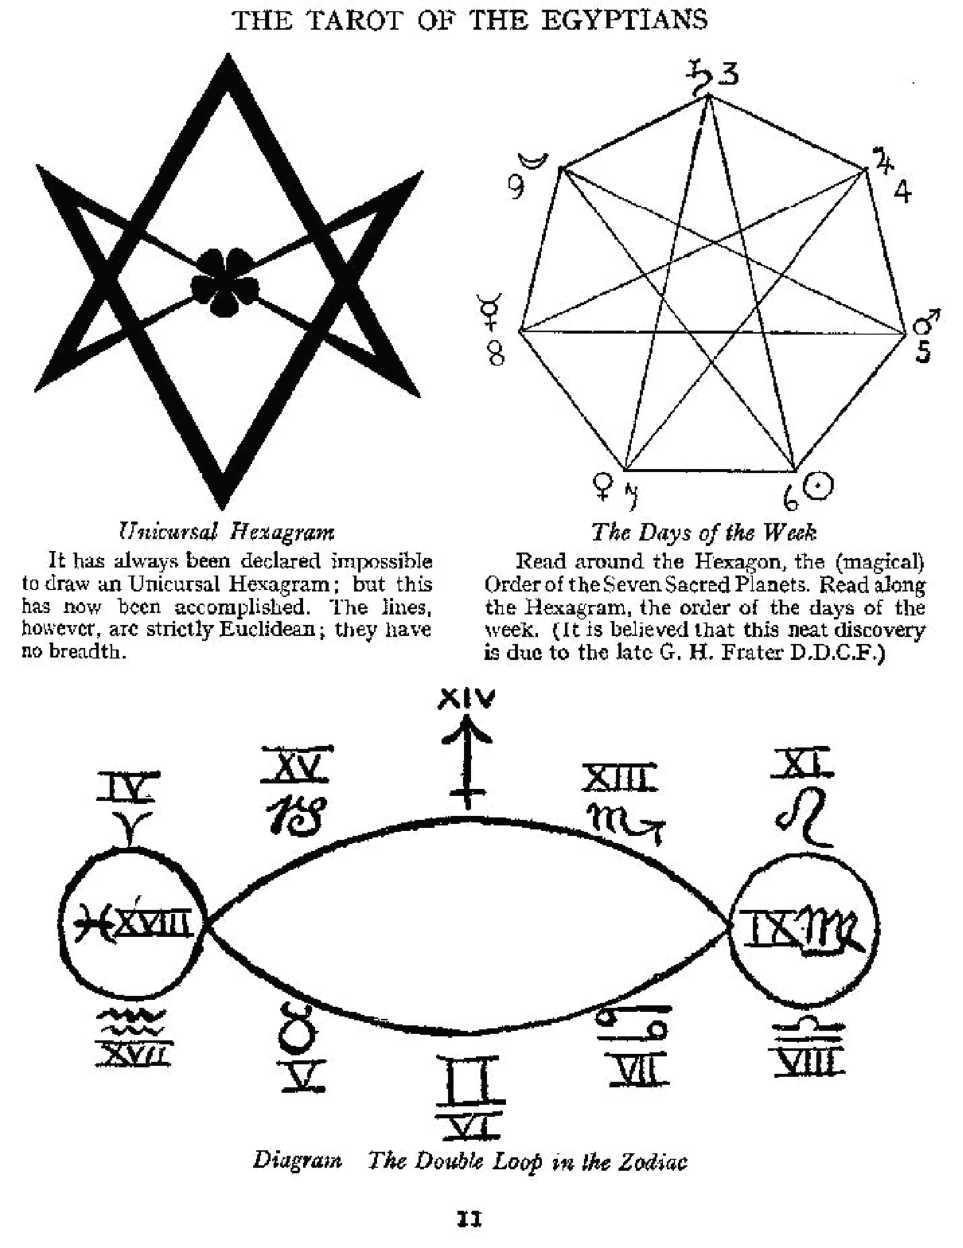 THE TAROT OF THE EGYPTIANS
♄ 3
☽ 9
♃ 4
☿ 8
♂ 5
♀ 7
6 ☉
Unicursal Hexagram
It has always been declared impossible
to draw an Unicursal Hexagram; but this
has now been accomplished. The lines,
however, are strictly Euclidean; they have
no breadth.
The Days of the Week
Read around the Hexagon, the (magical)
Order of the Seven Sacred Planets. Read along
the Hexagram, the order of the days of the
week. (It is believed that this neat discovery
is due to the late G. H. Frater D.D.C.F.)
XIV
XV
XIII
XI
IV
♓XVIII
IX♍
XVII
V
VI
VII
VIII
Diagram The Double Loop in the Zodiac
II